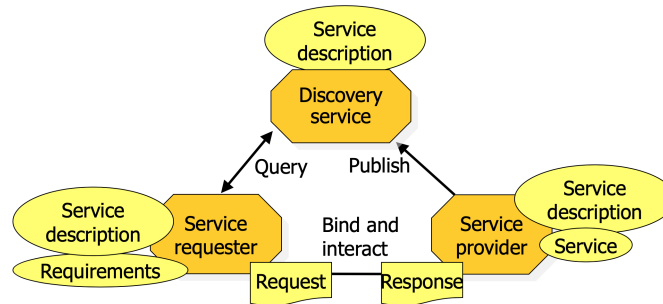 Service
description
Discovery
service
Query
Publish
Service
description
Service
requester
Requirements
Bind and
interact
Service
provider
Service
description
Service
Request
Response